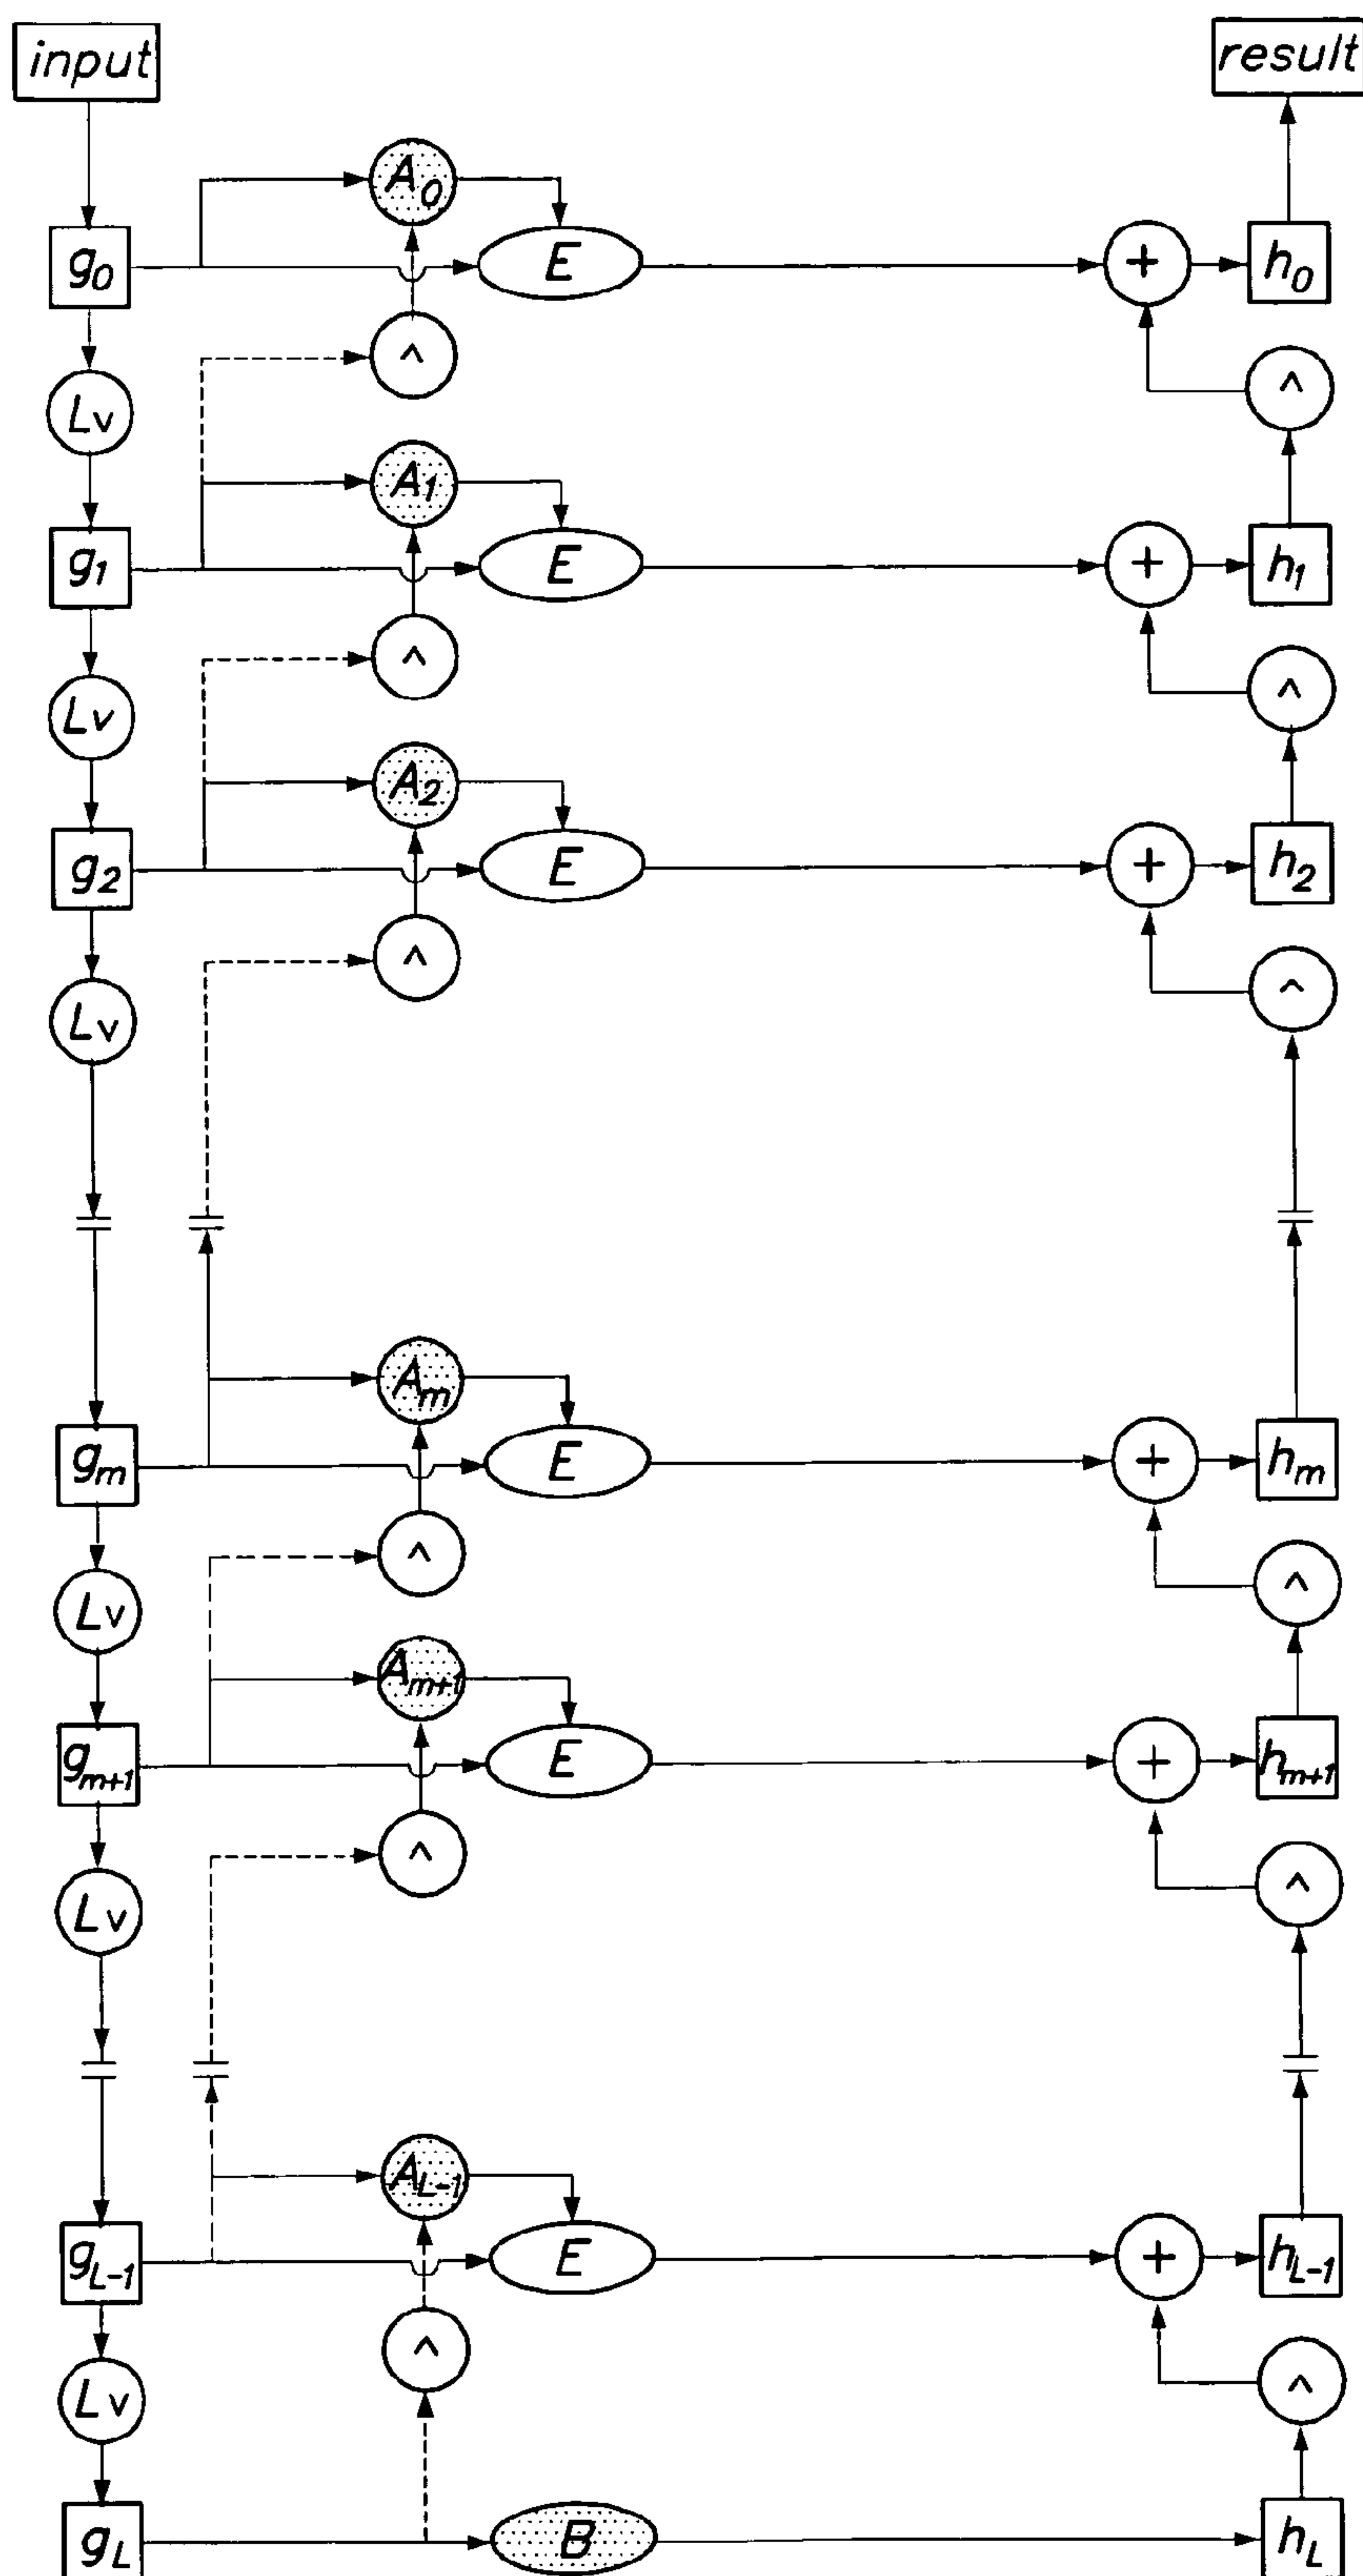 input result
A0
g0 E + h0
^
^
Lv
A1
g1 E + h1
^
^
Lv
A2
g2 E + h2
^
^
Lv
Am
gm E + hm
^
^
Lv
Am+1
gm+1 E + hm+1
^
^
Lv
AL-1
gL-1 E + hL-1
^
^
Lv
gL B hL